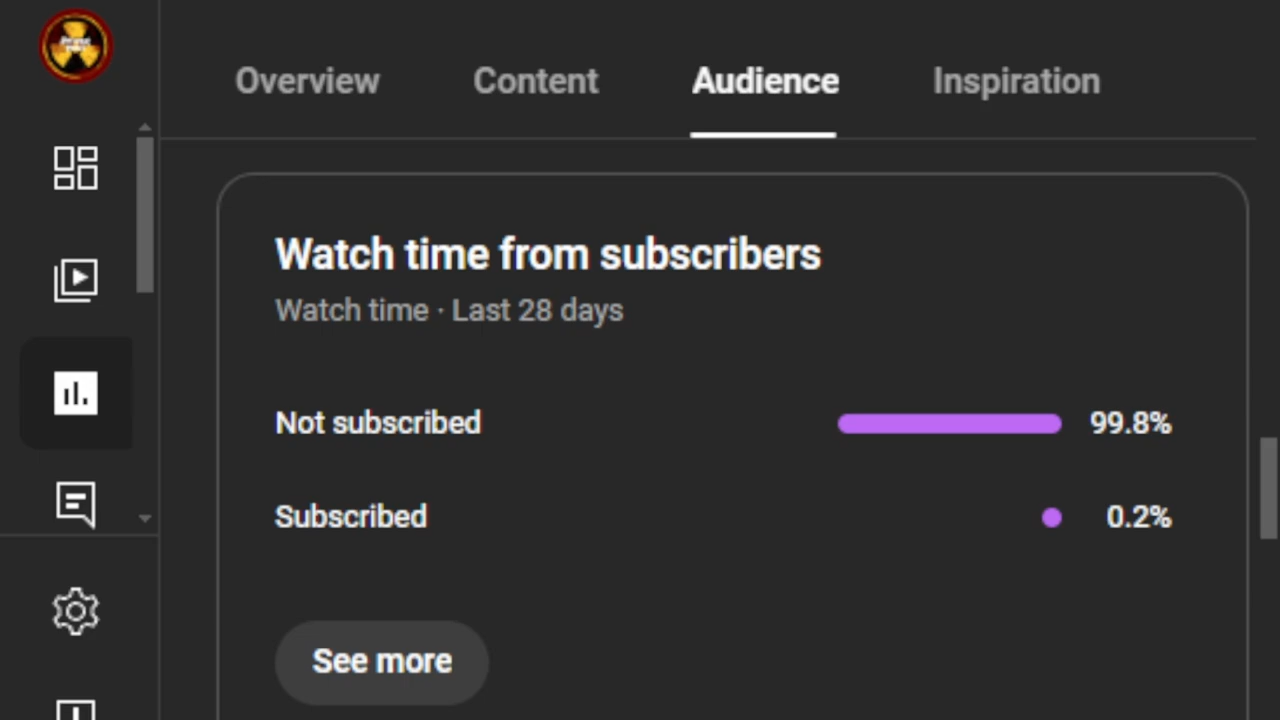 Overview Content Audience Inspiration
Watch time from subscribers
Watch time · Last 28 days
Not subscribed 99.8%
Subscribed 0.2%
See more